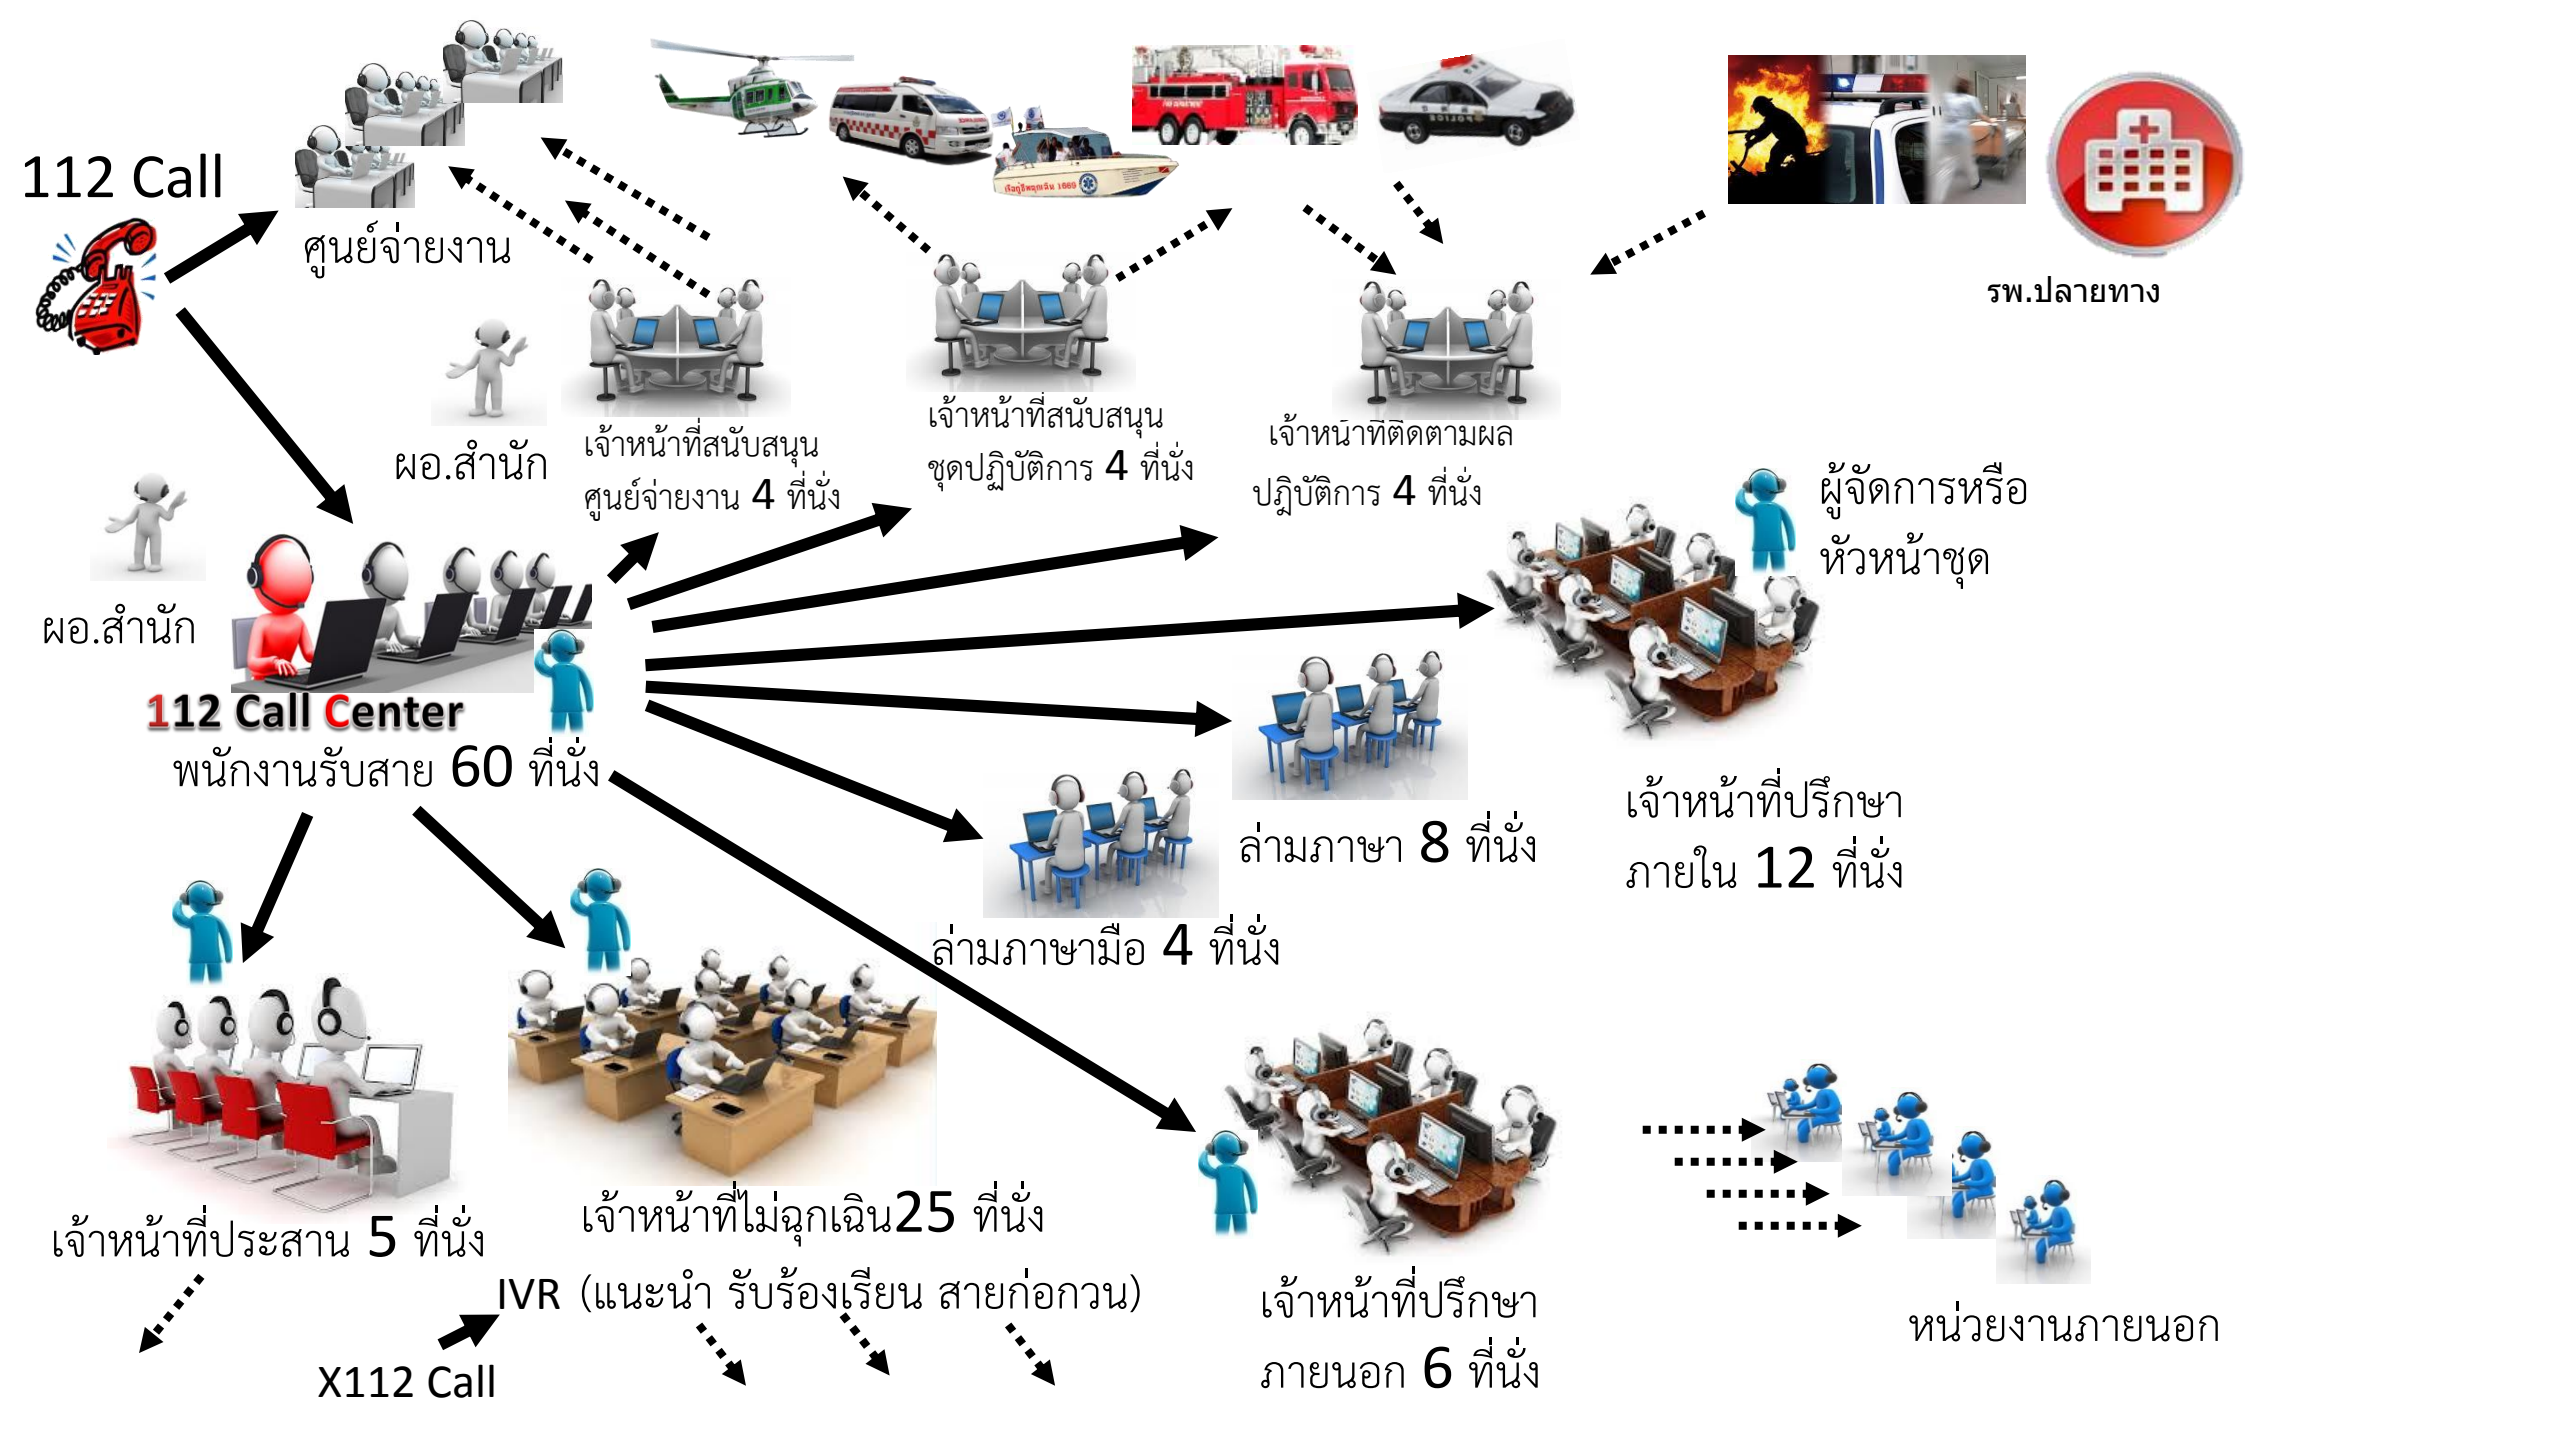 112 Call
ศูนย์จ่ายงาน
เรือกู้ชีพฉุกเฉิน 1669
POLICE
รพ.ปลายทาง
ผอ.สำนัก
เจ้าหน้าที่สนับสนุน
ศูนย์จ่ายงาน 4 ที่นั่ง
เจ้าหน้าที่สนับสนุน
ชุดปฏิบัติการ 4 ที่นั่ง
เจ้าหน้าที่ติดตามผล
ปฎิบัติการ 4 ที่นั่ง
ผู้จัดการหรือ
หัวหน้าชุด
ผอ.สำนัก
112 Call Center
พนักงานรับสาย 60 ที่นั่ง
ล่ามภาษา 8 ที่นั่ง
เจ้าหน้าที่ปรึกษา
ภายใน 12 ที่นั่ง
ล่ามภาษามือ 4 ที่นั่ง
เจ้าหน้าที่ประสาน 5 ที่นั่ง
เจ้าหน้าที่ไม่ฉุกเฉิน25 ที่นั่ง
IVR (แนะนำ รับร้องเรียน สายก่อกวน)
X112 Call
เจ้าหน้าที่ปรึกษา
ภายนอก 6 ที่นั่ง
หน่วยงานภายนอก